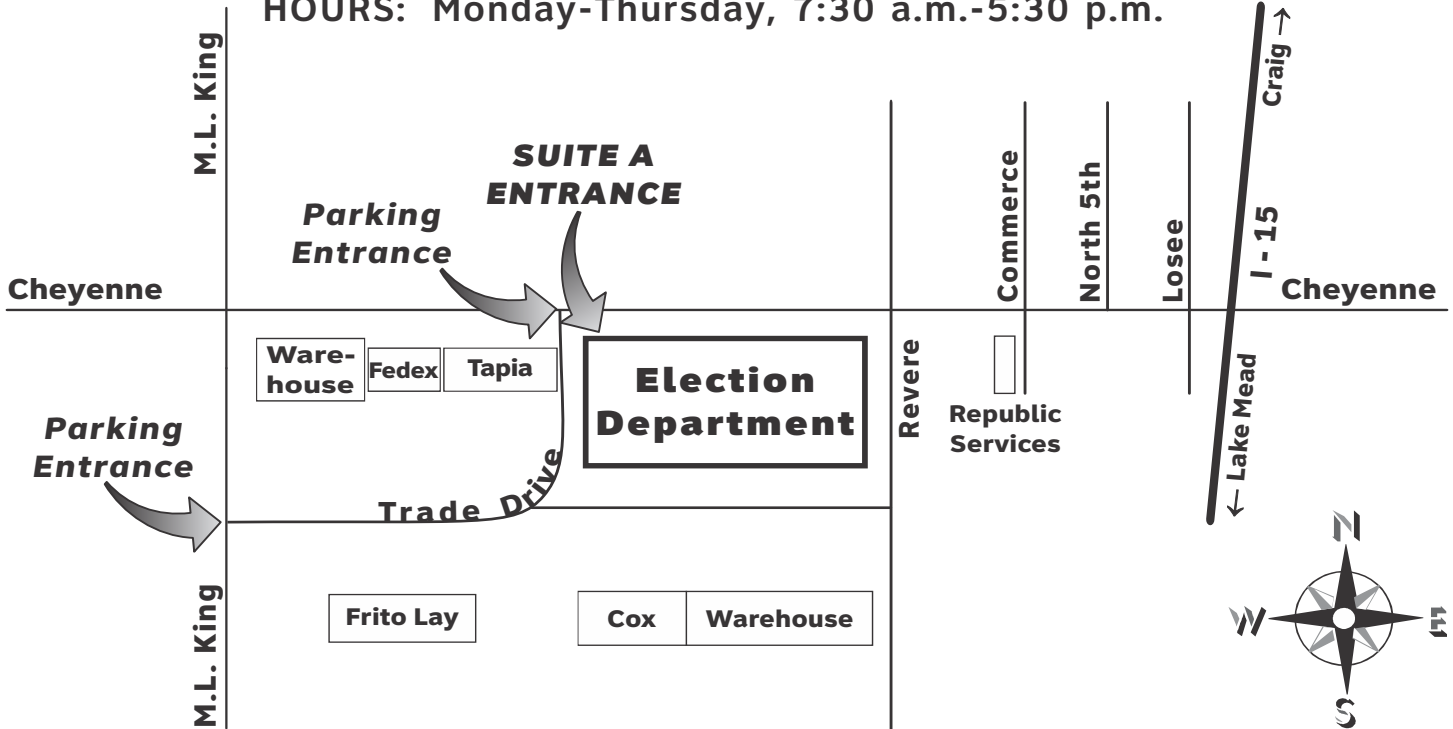 HOURS: Monday-Thursday, 7:30 a.m.-5:30 p.m.
M.L. King
Craig →
SUITE A
ENTRANCE
Parking
Entrance
Commerce
North 5th
Losee
I - 15
Cheyenne
Cheyenne
Ware-
house
Fedex
Tapia
Election
Department
Revere
Republic
Services
← Lake Mead
Parking
Entrance
Trade Drive
M.L. King
Frito Lay
Cox
Warehouse
N
W
E
S